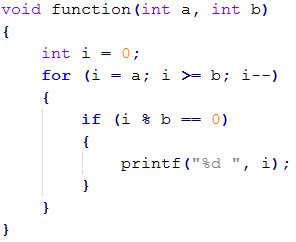 void function(int a, int b)
{
    int i = 0;
    for (i = a; i >= b; i--)
    {
        if (i % b == 0)
        {
            printf("%d ", i);
        }
    }
}